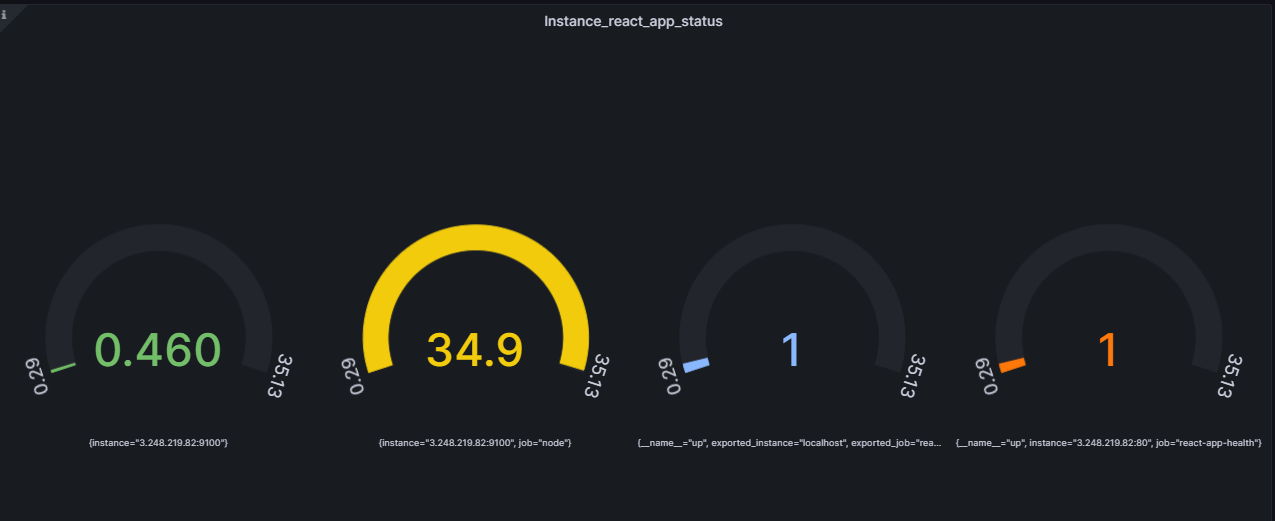 i
Instance_react_app_status
0.460
0.29
35.13
{instance="3.248.219.82:9100"}
34.9
0.29
35.13
{instance="3.248.219.82:9100", job="node"}
1
0.29
35.13
{__name__="up", exported_instance="localhost", exported_job="rea...
1
0.29
35.13
{__name__="up", instance="3.248.219.82:80", job="react-app-health"}